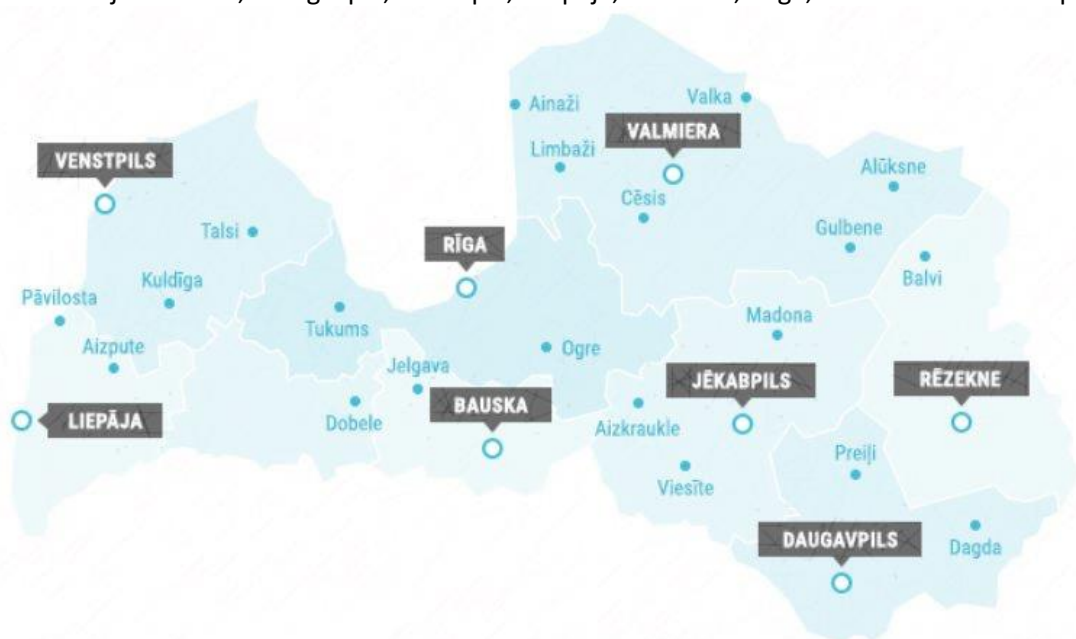 Ainaži
Valka
VALMIERA
VENSTPILS
Limbaži
Alūksne
Cēsis
Talsi
Gulbene
RĪGA
Balvi
Kuldīga
Pāvilosta
Tukums
Madona
Aizpute
Ogre
Jelgava
JĒKABPILS
RĒZEKNE
BAUSKA
LIEPĀJA
Dobele
Aizkraukle
Preiļi
Viesīte
DAUGAVPILS
Dagda